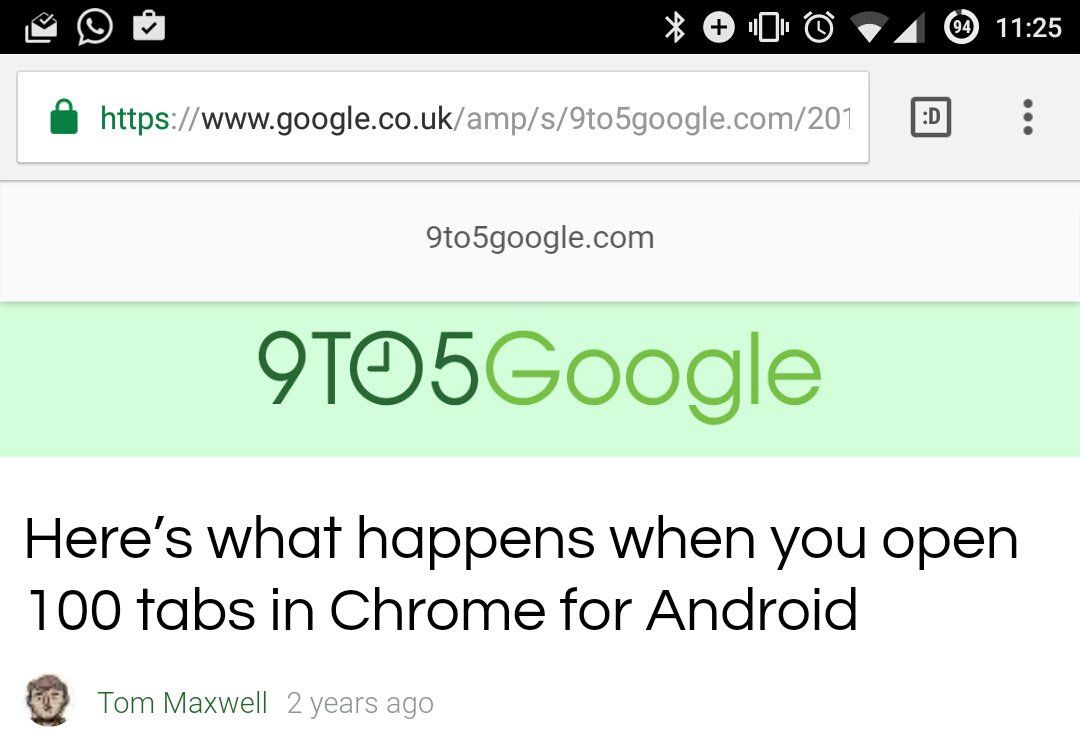 94 11:25
https://www.google.co.uk/amp/s/9to5google.com/201
:D
9to5google.com
9TO5Google
Here’s what happens when you open
100 tabs in Chrome for Android
Tom Maxwell 2 years ago